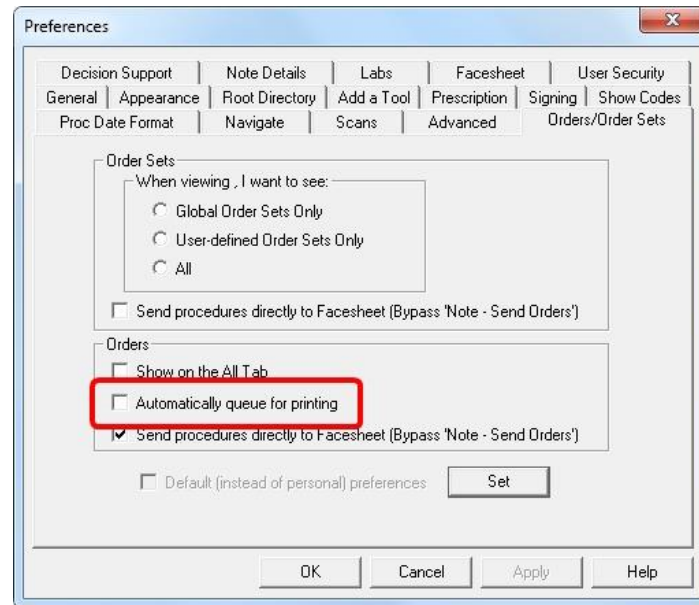 Preferences
Decision Support Note Details Labs Facesheet User Security
General Appearance Root Directory Add a Tool Prescription Signing Show Codes
Proc Date Format Navigate Scans Advanced Orders/Order Sets
Order Sets
When viewing , I want to see:
Global Order Sets Only
User-defined Order Sets Only
All
Send procedures directly to Facesheet (Bypass 'Note - Send Orders')
Orders
Show on the All Tab
Automatically queue for printing
Send procedures directly to Facesheet (Bypass 'Note - Send Orders')
Default (instead of personal) preferences Set
OK Cancel Apply Help